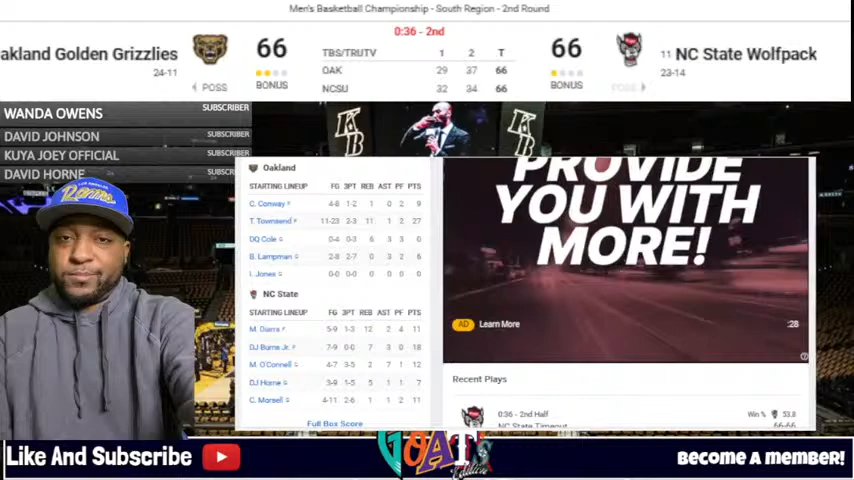 Men's Basketball Championship - South Region - 2nd Round
0:36 - 2nd
akland Golden Grizzlies
24-11
POSS
66
BONUS
TBS/TRUTV 1 2 T
OAK 29 37 66
NCSU 32 34 66
66
BONUS
11 NC State Wolfpack
23-14
POSS
WANDA OWENS SUBSCRIBER
DAVID JOHNSON SUBSCRIBER
KUYA JOEY OFFICIAL SUBSCRIBER
DAVID HORNE SUBSC
K B
K B
Oakland
STARTING LINEUP FG 3PT REB AST PF PTS
C. Conway F 4-8 1-2 1 0 2 9
T. Townsend F 11-23 2-3 11 1 2 27
DQ Cole G 0-4 0-3 6 3 3 0
B. Lampman G 2-8 2-7 0 3 2 6
I. Jones G 0-0 0-0 0 0 0 0
NC State
STARTING LINEUP FG 3PT REB AST PF PTS
M. Diarra F 5-9 1-3 12 2 4 11
DJ Burns Jr. F 7-9 0-0 7 3 0 18
M. O'Connell G 4-7 3-5 2 7 1 12
DJ Horne G 3-9 1-5 5 1 1 7
C. Morsell G 4-11 2-6 1 1 2 11
Full Box Score
PROVIDE
YOU WITH
MORE!
AD Learn More :28
Recent Plays
0:36 - 2nd Half Win % 53.8
NC State Timeout 66-66
Like And Subscribe
GOAT
Become a member!